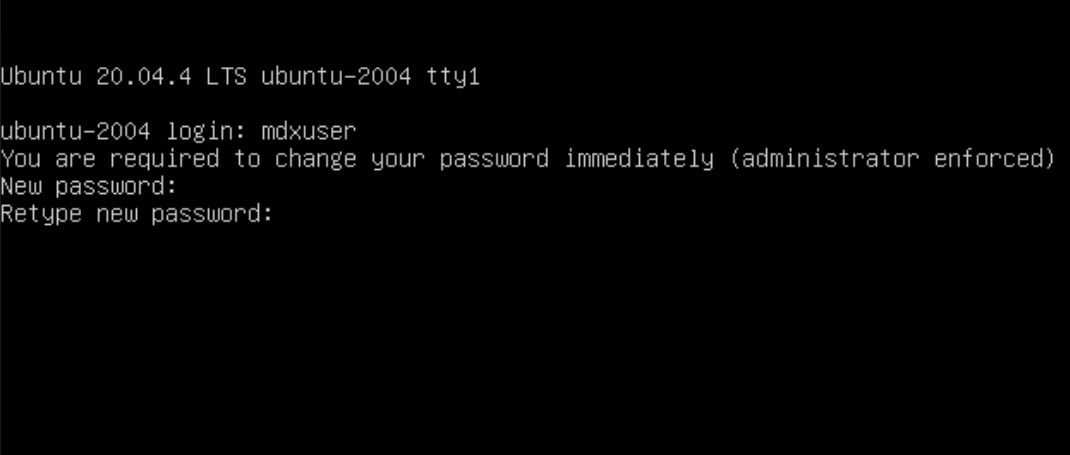 Ubuntu 20.04.4 LTS ubuntu-2004 tty1
ubuntu-2004 login: mdxuser
You are required to change your password immediately (administrator enforced)
New password:
Retype new password: